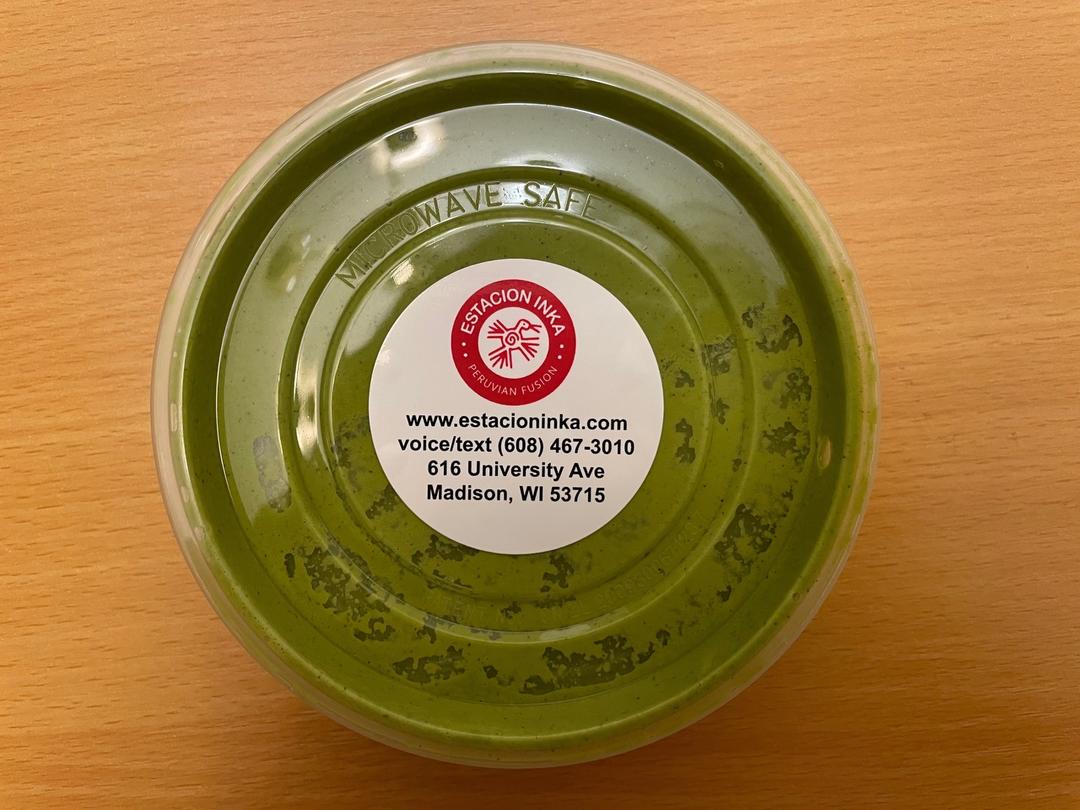 MICROWAVE SAFE
ESTACION INKA
PERUVIAN FUSION
www.estacioninka.com
voice/text (608) 467-3010
616 University Ave
Madison, WI 53715